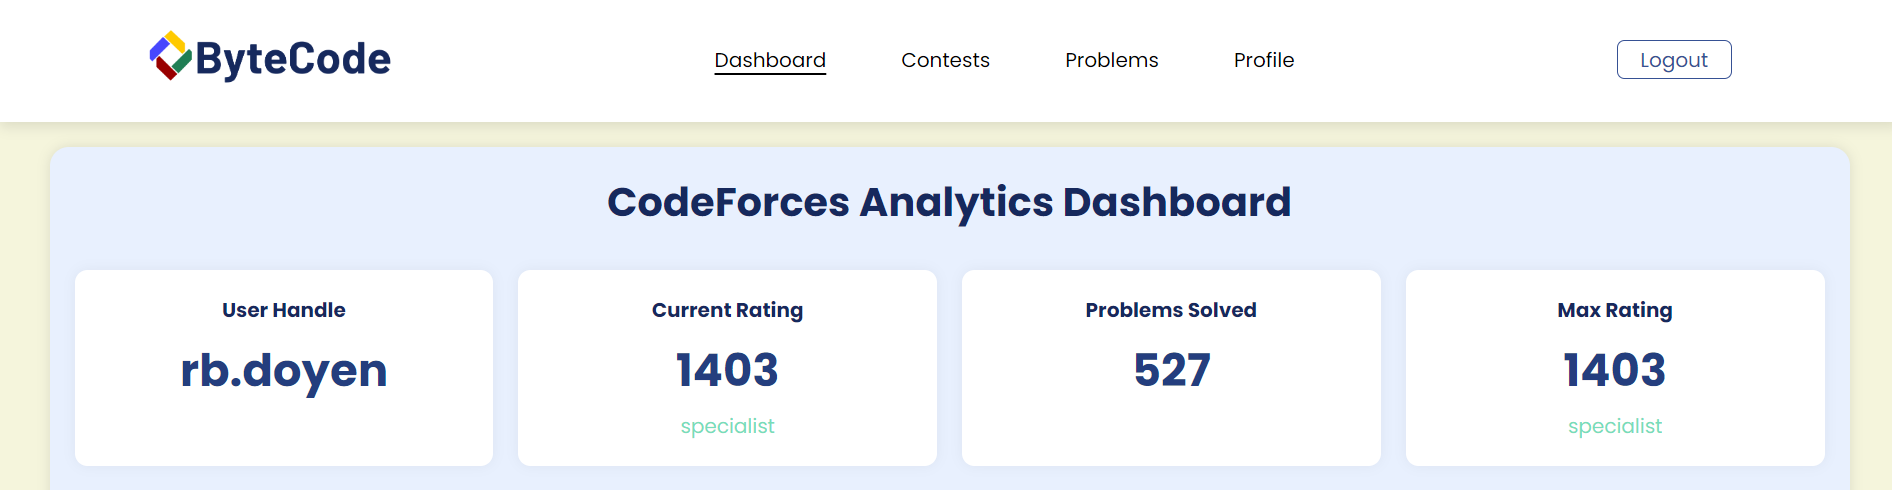 ByteCode
Dashboard Contests Problems Profile Logout
CodeForces Analytics Dashboard
User Handle
rb.doyen
Current Rating
1403
specialist
Problems Solved
527
Max Rating
1403
specialist